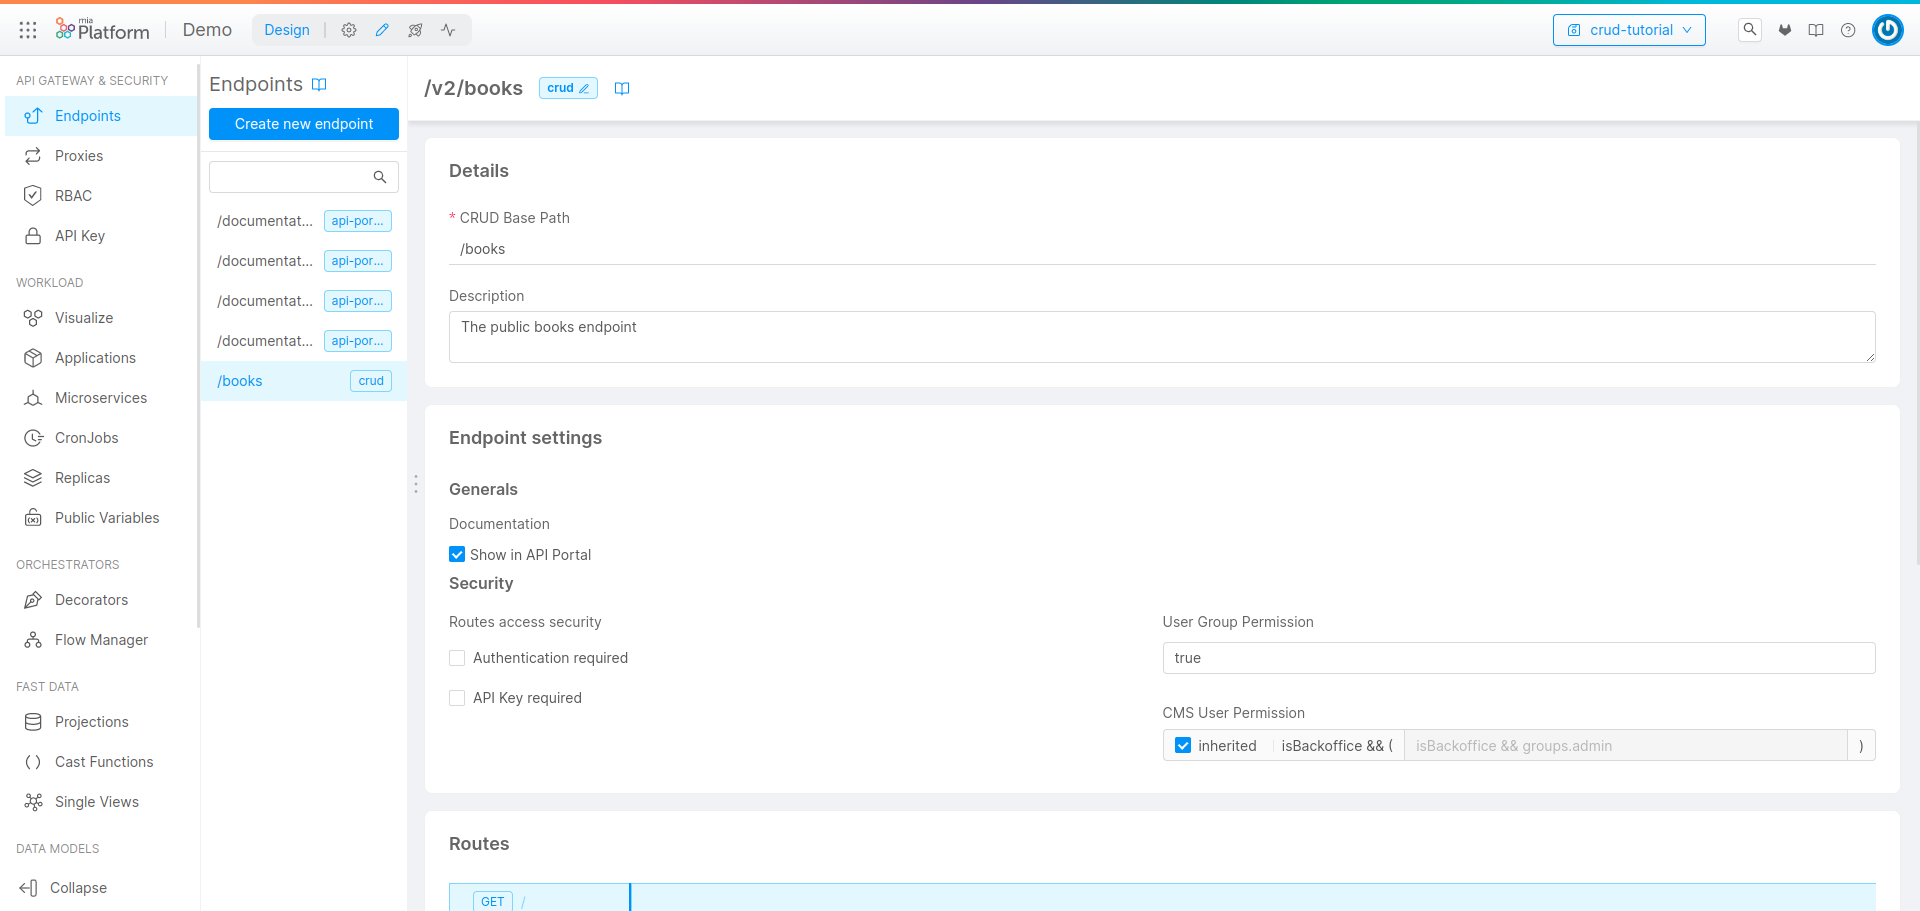 mia Platform
Demo
Design
crud-tutorial
API GATEWAY & SECURITY
Endpoints
Proxies
RBAC
API Key
WORKLOAD
Visualize
Applications
Microservices
CronJobs
Replicas
Public Variables
ORCHESTRATORS
Decorators
Flow Manager
FAST DATA
Projections
Cast Functions
Single Views
DATA MODELS
Collapse
Endpoints
Create new endpoint
/documentat... api-por...
/documentat... api-por...
/documentat... api-por...
/documentat... api-por...
/books crud
/v2/books crud
Details
* CRUD Base Path
/books
Description
The public books endpoint
Endpoint settings
Generals
Documentation
Show in API Portal
Security
Routes access security
Authentication required
API Key required
User Group Permission
true
CMS User Permission
inherited isBackoffice && ( isBackoffice && groups.admin )
Routes
GET /